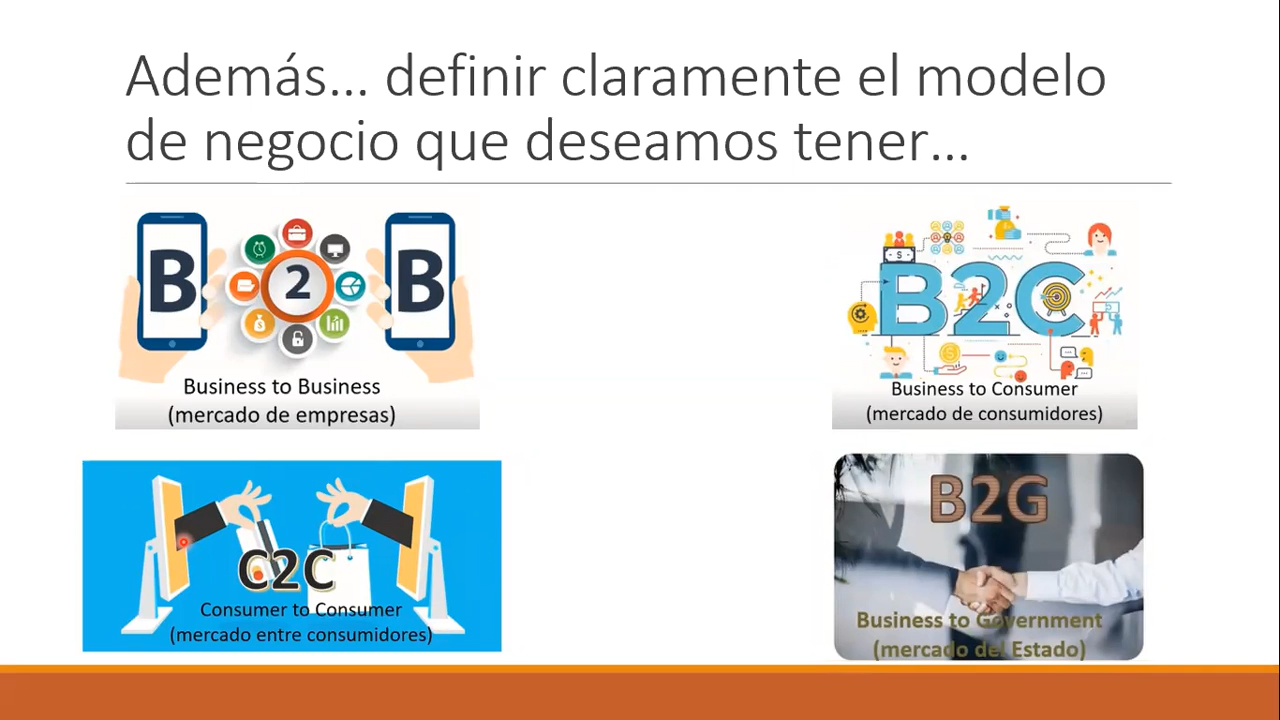 Además... definir claramente el modelo
de negocio que deseamos tener...
B 2 B
Business to Business
(mercado de empresas)
B2C
Business to Consumer
(mercado de consumidores)
C2C
Consumer to Consumer
(mercado entre consumidores)
B2G
Business to Government
(mercado del Estado)